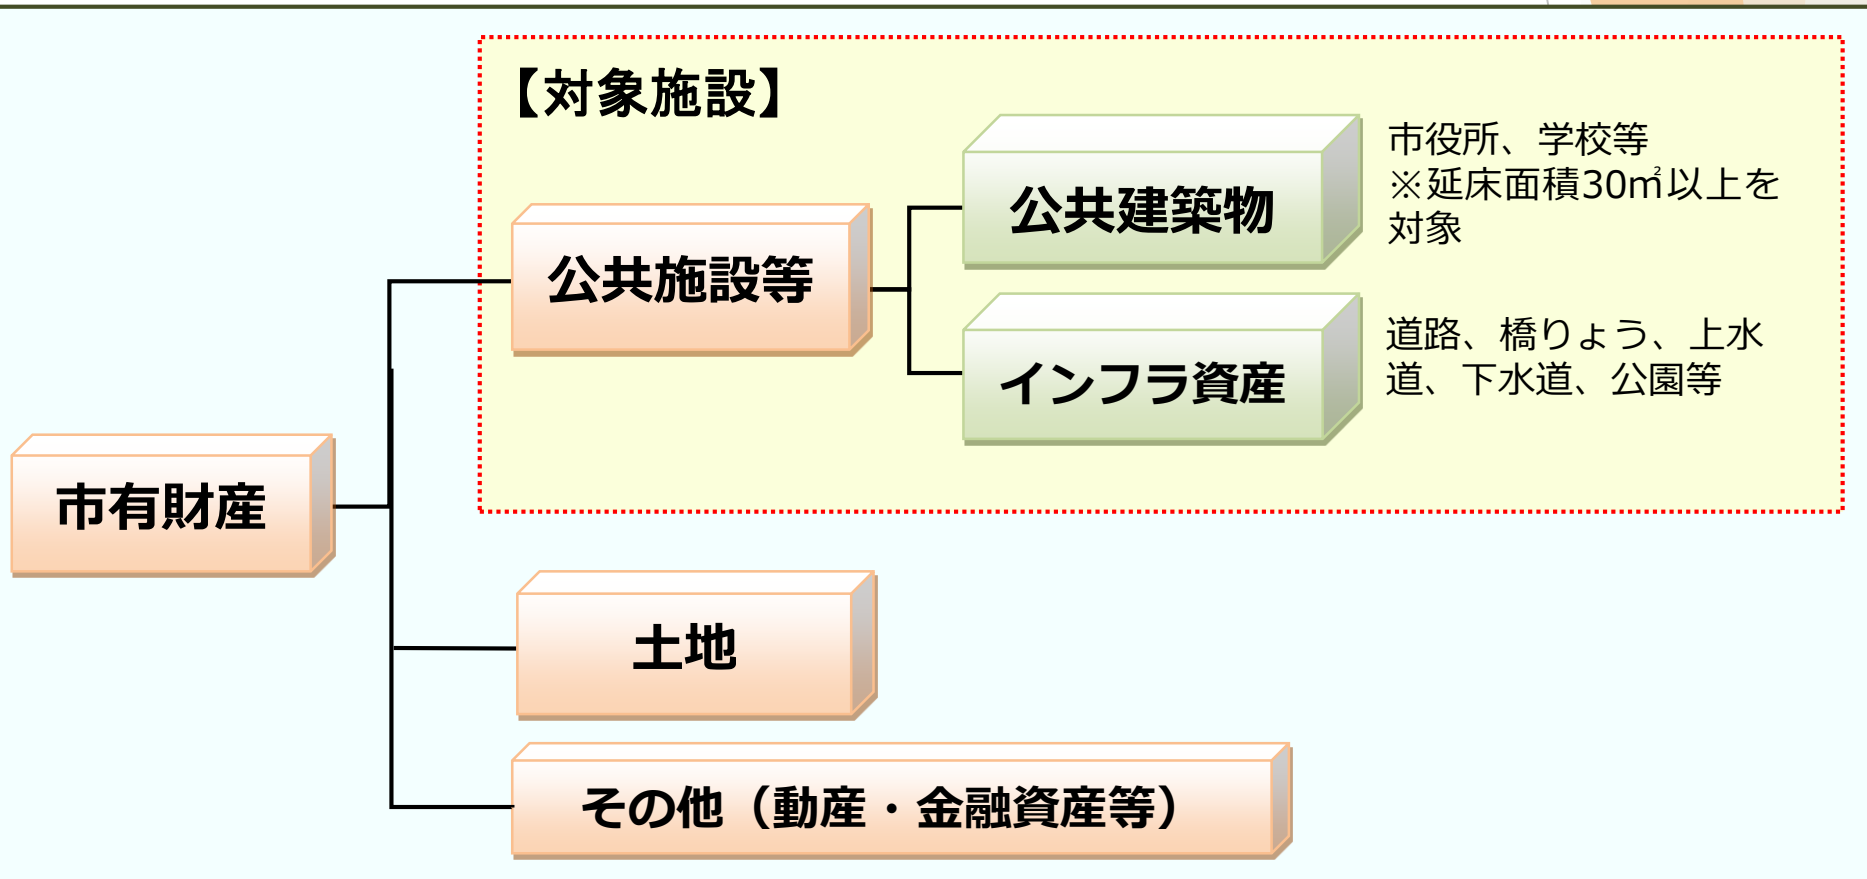 【対象施設】
公共建築物
市役所、学校等
※延床面積30㎡以上を
対象
公共施設等
インフラ資産
道路、橋りょう、上水
道、下水道、公園等
市有財産
土地
その他（動産・金融資産等）